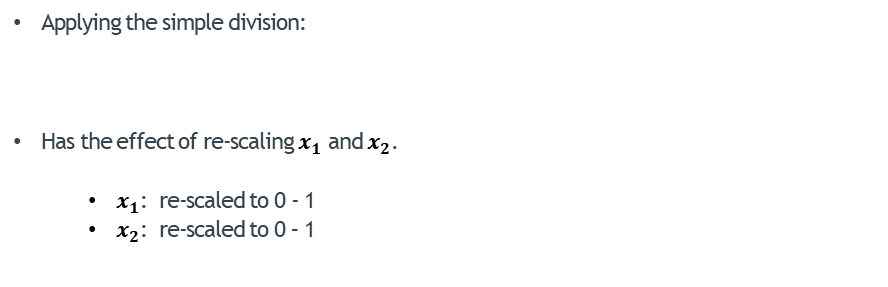 • Applying the simple division:
• Has the effect of re-scaling x₁ and x₂.
• x₁: re-scaled to 0 - 1
• x₂: re-scaled to 0 - 1